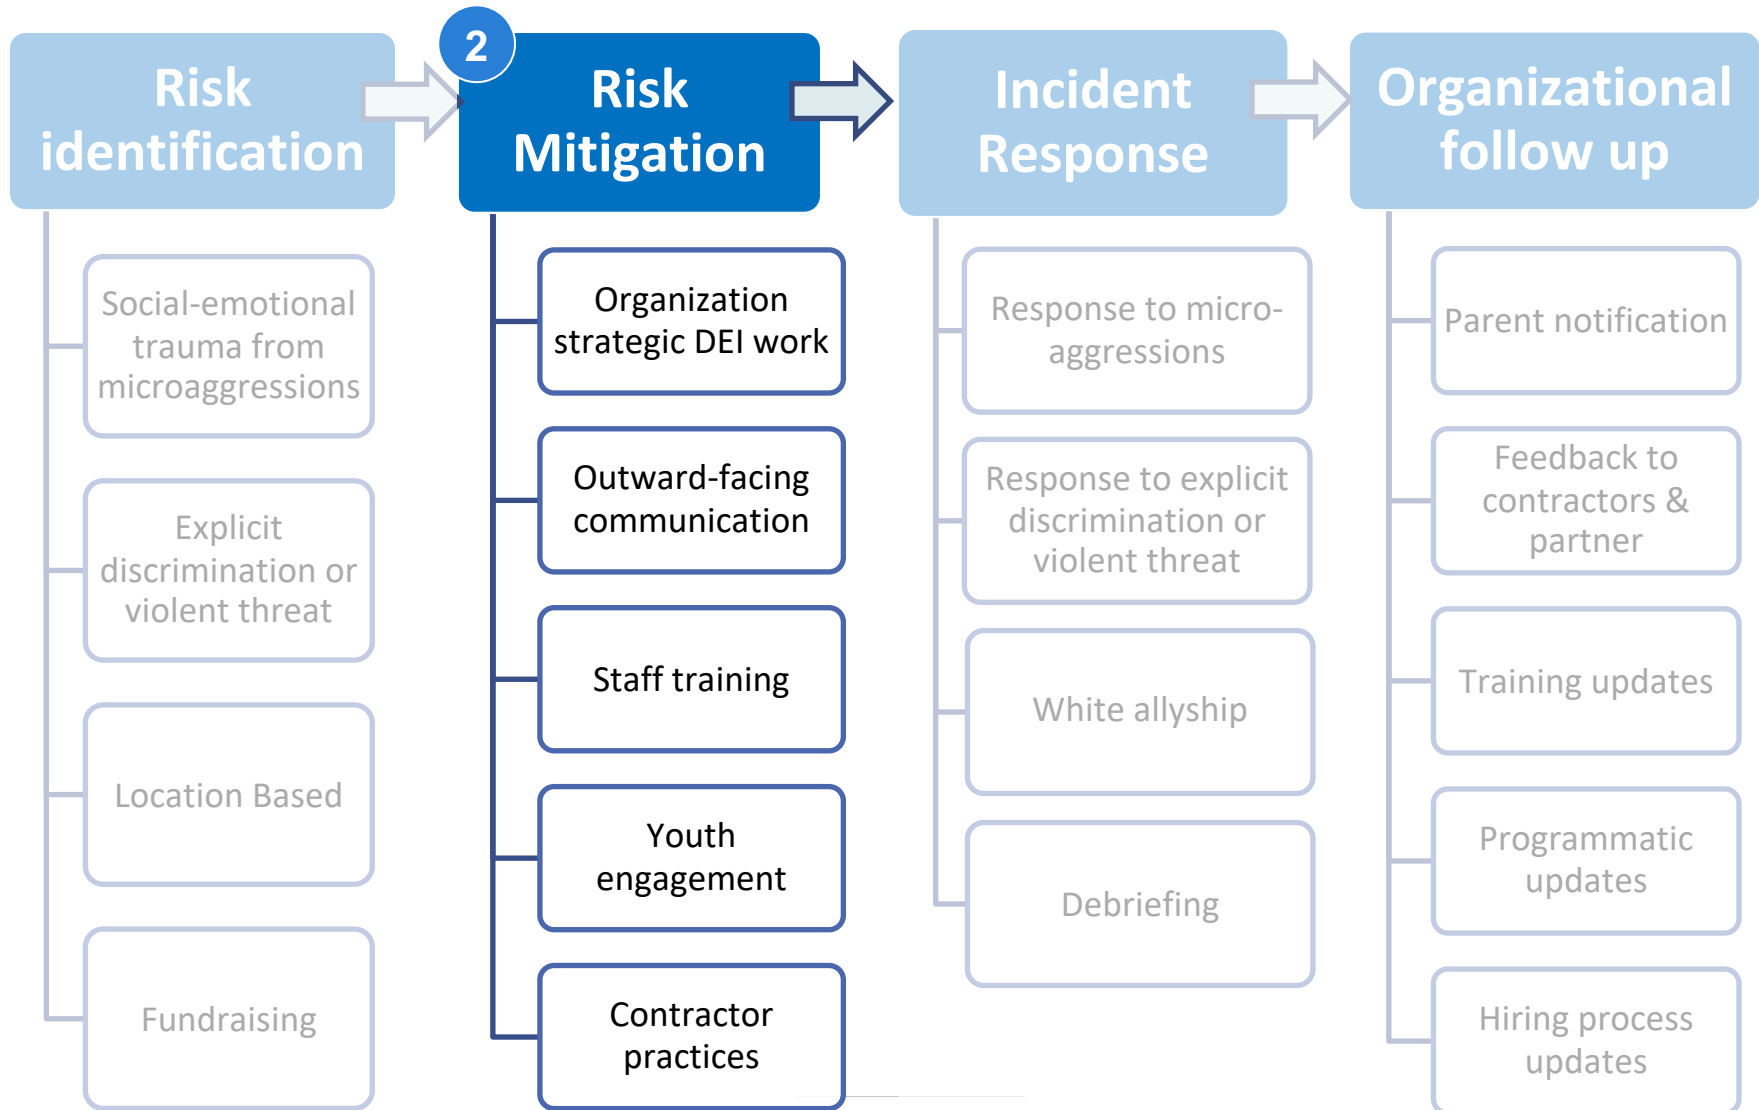 Risk
identification
Social-emotional
trauma from
microaggressions
Explicit
discrimination or
violent threat
Location Based
Fundraising
2
Risk
Mitigation
Organization
strategic DEI work
Outward-facing
communication
Staff training
Youth
engagement
Contractor
practices
Incident
Response
Response to micro-
aggressions
Response to explicit
discrimination or
violent threat
White allyship
Debriefing
Organizational
follow up
Parent notification
Feedback to
contractors &
partner
Training updates
Programmatic
updates
Hiring process
updates